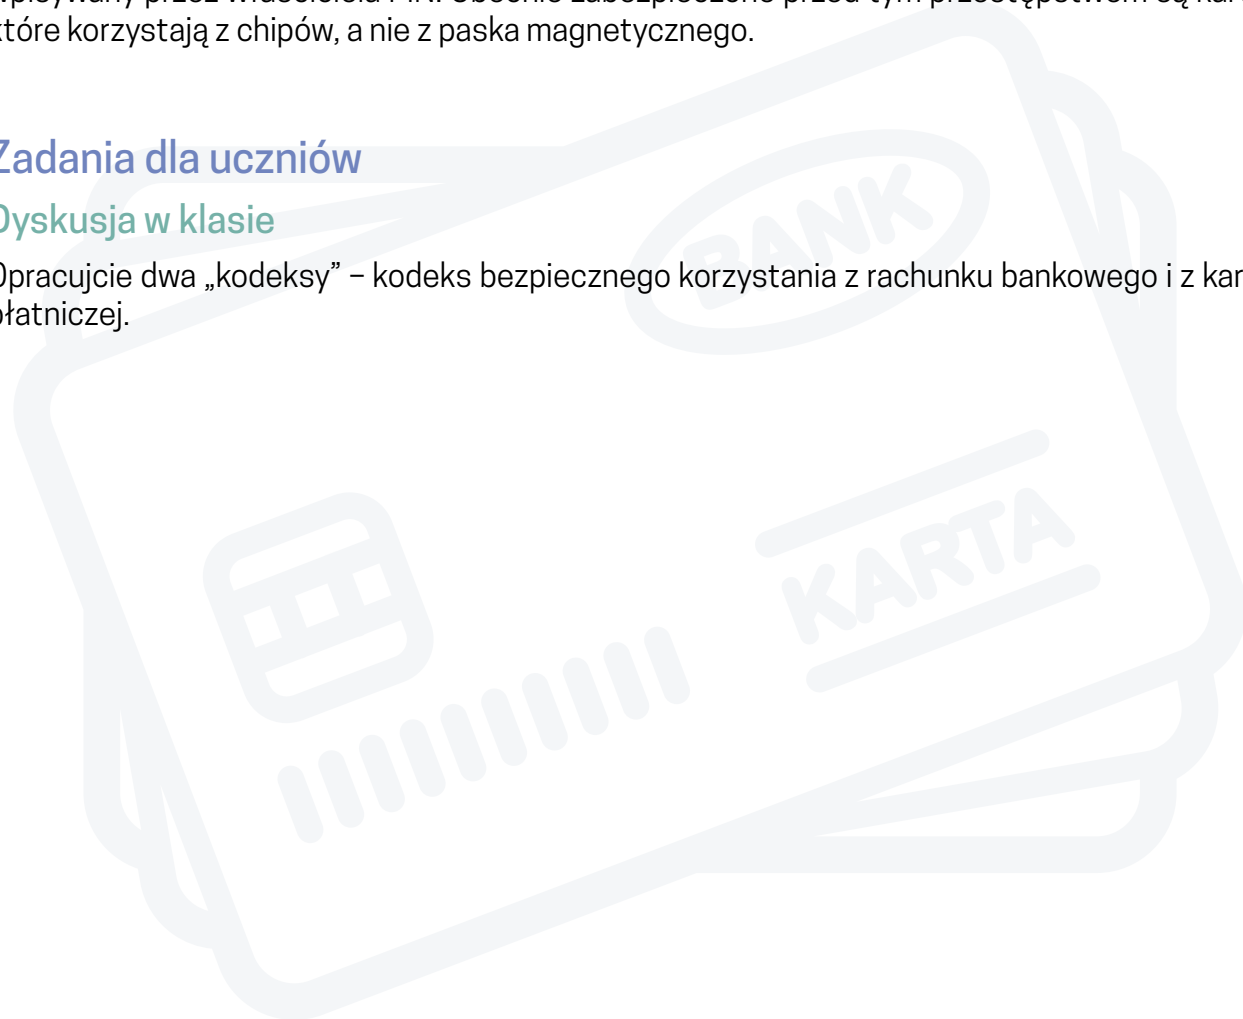 które korzystają z chipów, a nie z paska magnetycznego.
Zadania dla uczniów
Dyskusja w klasie
Opracujcie dwa „kodeksy” – kodeks bezpiecznego korzystania z rachunku bankowego i z
płatniczej.
BANK
KARTA